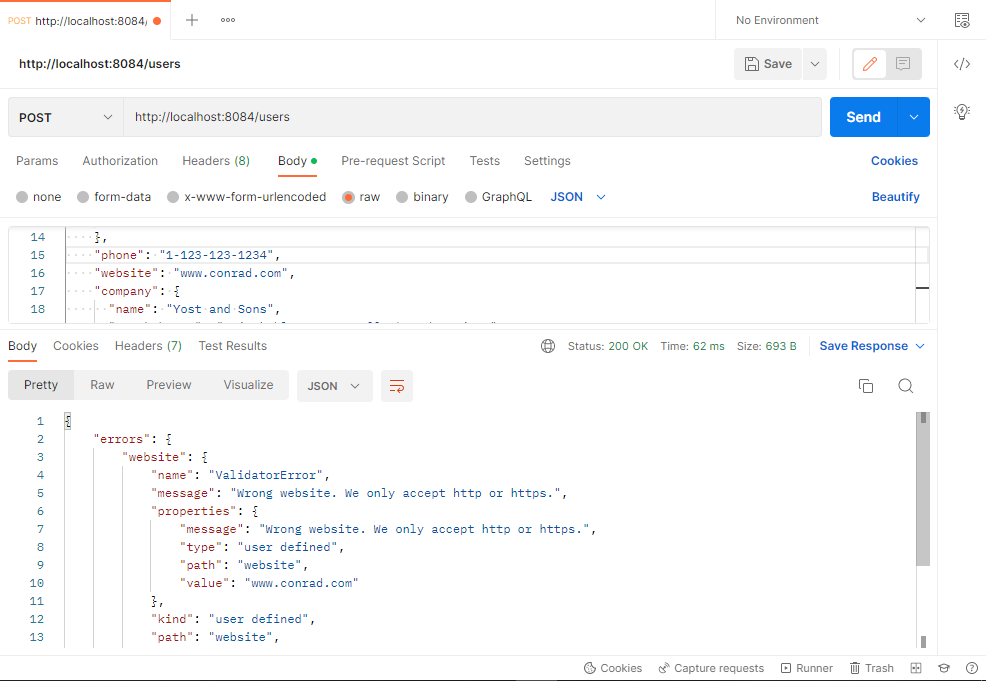 POST http://localhost:8084/
No Environment
http://localhost:8084/users
Save
POST http://localhost:8084/users Send
Params Authorization Headers (8) Body Pre-request Script Tests Settings Cookies
none form-data x-www-form-urlencoded raw binary GraphQL JSON Beautify
14 },
15 "phone": "1-123-123-1234",
16 "website": "www.conrad.com",
17 "company": {
18 "name": "Yost and Sons",
Body Cookies Headers (7) Test Results Status: 200 OK Time: 62 ms Size: 693 B Save Response
Pretty Raw Preview Visualize JSON
1 {
2 "errors": {
3 "website": {
4 "name": "ValidatorError",
5 "message": "Wrong website. We only accept http or https.",
6 "properties": {
7 "message": "Wrong website. We only accept http or https.",
8 "type": "user defined",
9 "path": "website",
10 "value": "www.conrad.com"
11 },
12 "kind": "user defined",
13 "path": "website",
Cookies Capture requests Runner Trash